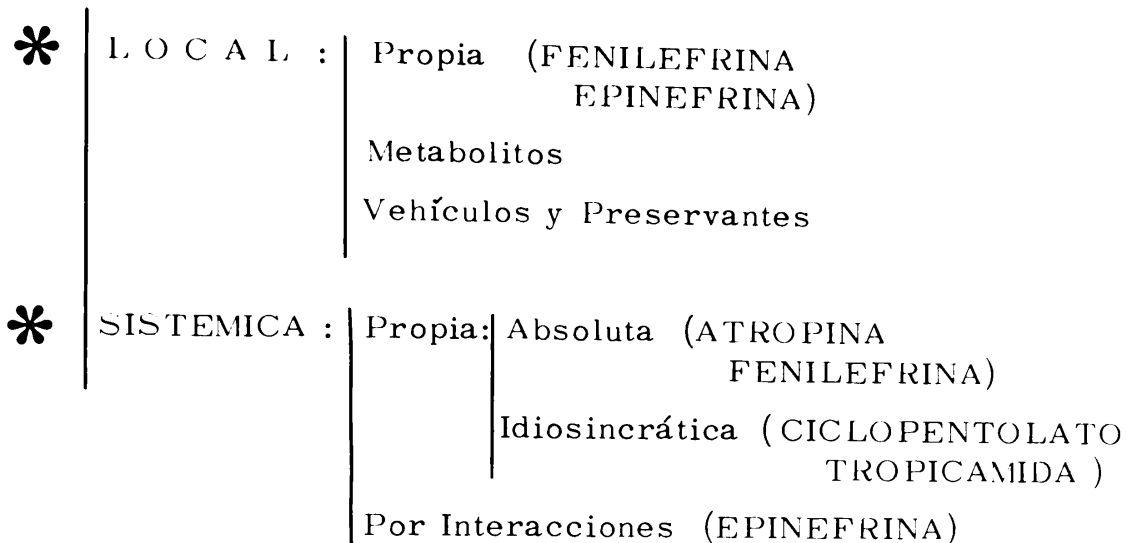 * LOCAL: Propia (FENILEFRINA
EPINEFRINA)
Metabolitos
Vehículos y Preservantes
* SISTEMICA: Propia: Absoluta (ATROPINA
FENILEFRINA)
Idiosincrática (CICLOPENTOLATO
TROPICAMIDA)
Por Interacciones (EPINEFRINA)